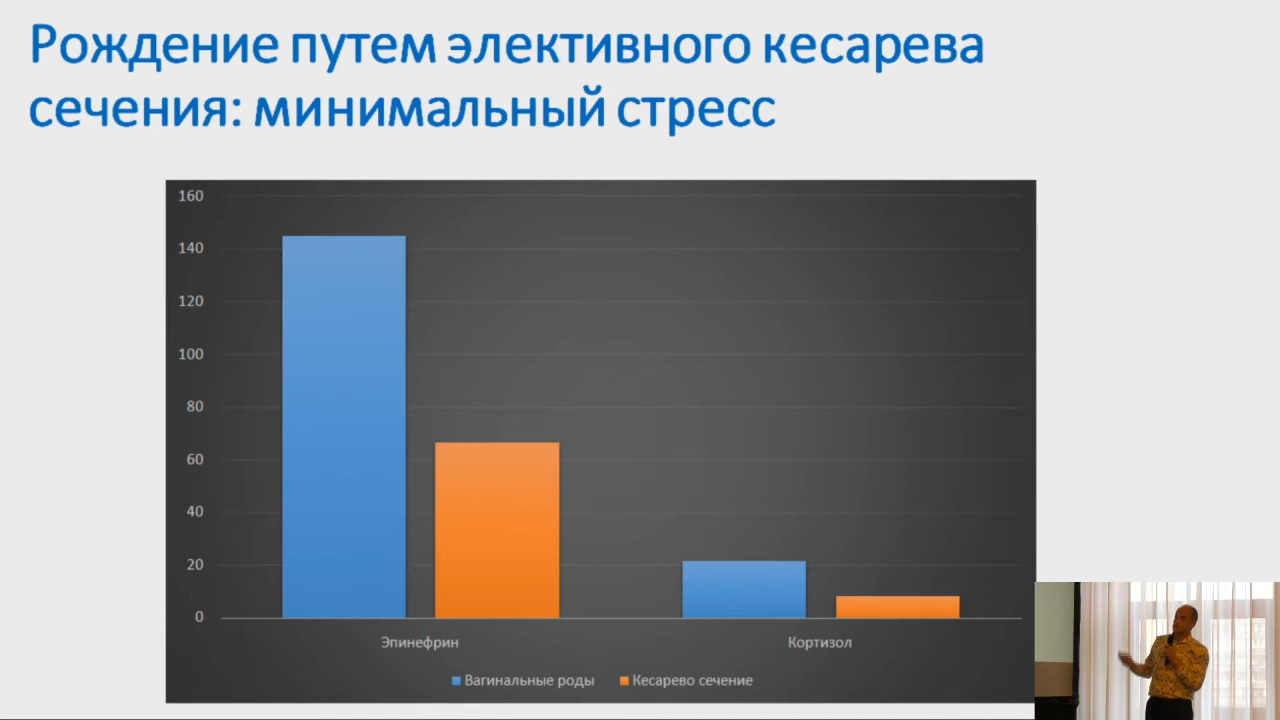 Рождение путем элективного кесарева
сечения: минимальный стресс
160
140
120
100
80
60
40
20
0
Эпинефрин Кортизол
Вагинальные роды Кесарево сечение